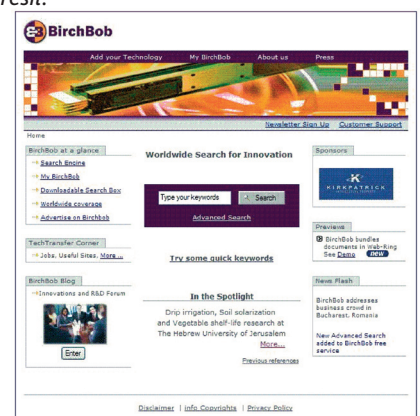 resh.
BirchBob
Add your Technology My BirchBob About us Press
Newsletter Sign Up Customer Support
Home
BirchBob at a glance
Search Engine
My BirchBob
Downloadable Search Box
Worldwide coverage
Advertise on Birchbob
TechTransfer Corner
Jobs. Useful Sites. More ...
BirchBob Blog
Innovations and R&D Forum
Enter
Worldwide Search for Innovation
Type your keywords Search
Advanced Search
Try some quick keywords
In the Spotlight
Drip irrigation, Soil solarization
and Vegetable shelf-life research at
The Hebrew University of Jerusalem
More...
Previous references
Sponsors
K
KIRKPATRICK
Previews
BirchBob bundles
documents in Web-Ring
See Demo new
News Flash
BirchBob addresses
business crowd in
Bucharest. Romania
New Advanced Search
added to BirchBob free
service
Disclaimer | Info Copyrights | Privacy Policy